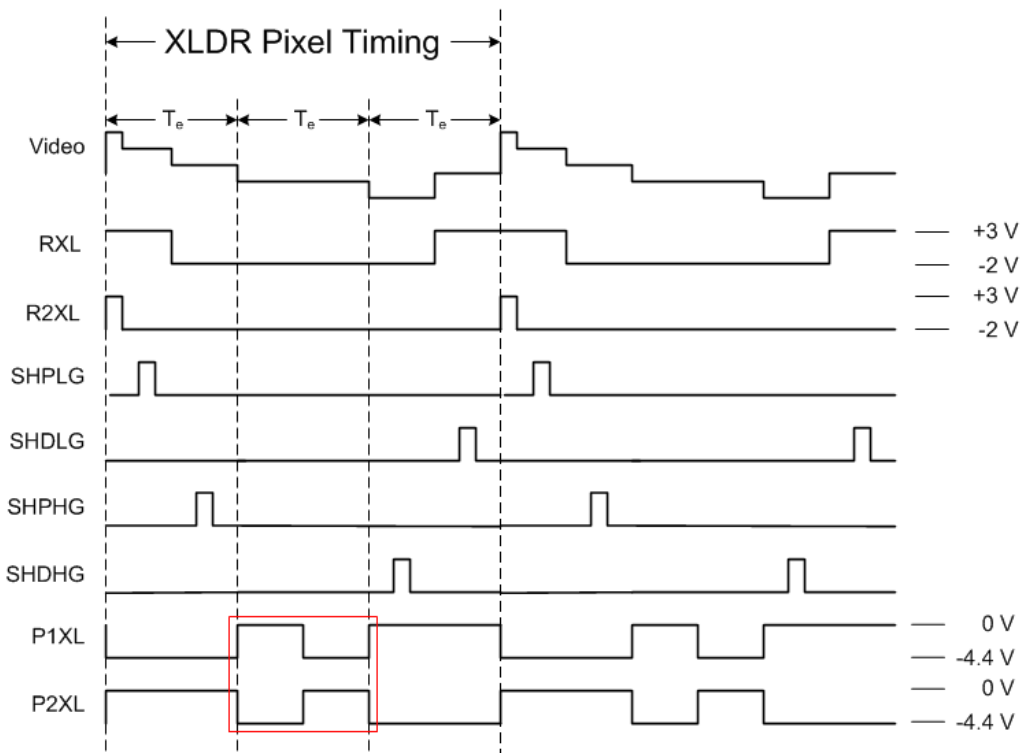 XLDR Pixel Timing
Te Te Te
Video
RXL +3 V
-2 V
R2XL +3 V
-2 V
SHPLG
SHDLG
SHPHG
SHDHG
P1XL 0 V
-4.4 V
P2XL 0 V
-4.4 V